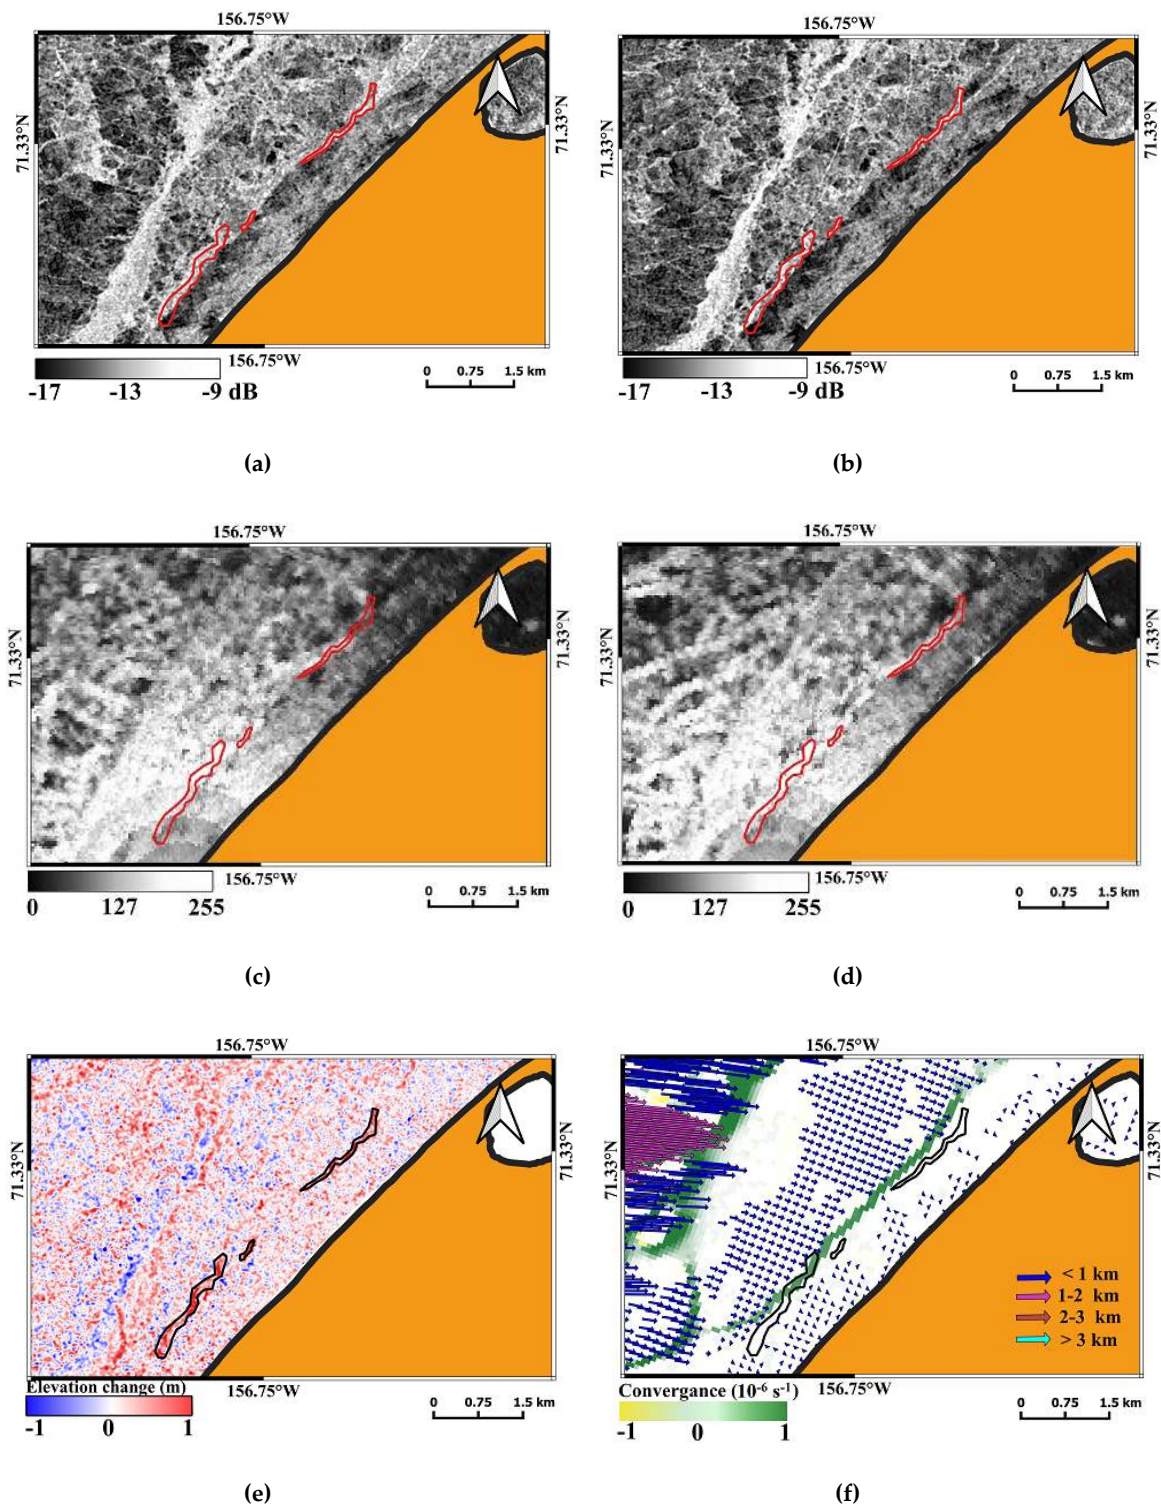 156.75°W 156.75°W
71.33°N 71.33°N 71.33°N 71.33°N
156.75°W 156.75°W
0 0.75 1.5 km 0 0.75 1.5 km
-17 -13 -9 dB -17 -13 -9 dB
(a) (b)
156.75°W 156.75°W
71.33°N 71.33°N 71.33°N 71.33°N
156.75°W 156.75°W
0 0.75 1.5 km 0 0.75 1.5 km
0 127 255 0 127 255
(c) (d)
156.75°W 156.75°W
71.33°N 71.33°N 71.33°N 71.33°N
< 1 km
1-2 km
2-3 km
> 3 km
Elevation change (m) 156.75°W Convergance (10⁻⁶ s⁻¹) 156.75°W
0 0.75 1.5 km 0 0.75 1.5 km
-1 0 1 -1 0 1
(e) (f)